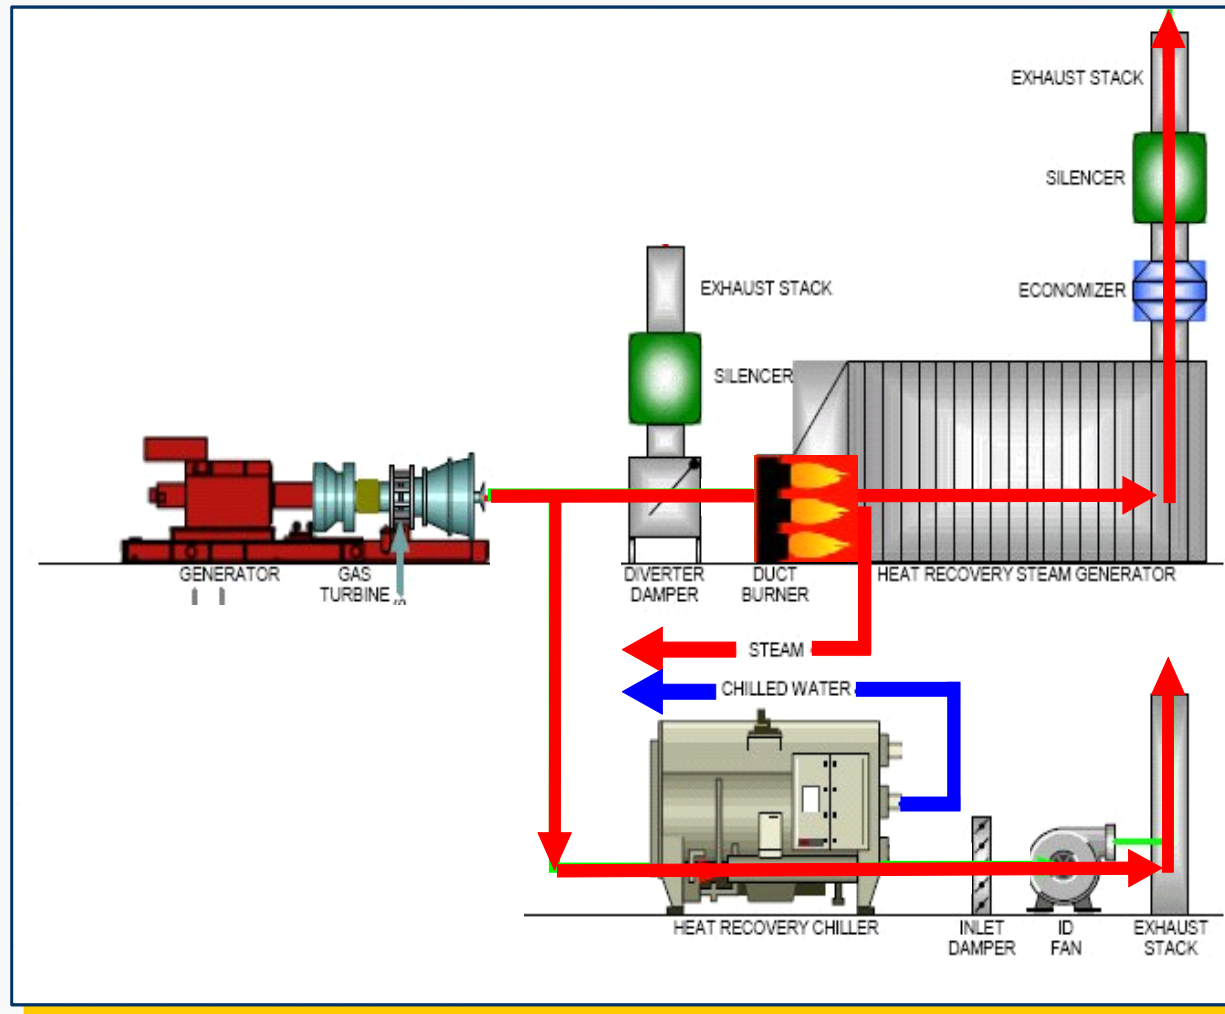 EXHAUST STACK
SILENCER
ECONOMIZER
EXHAUST STACK
SILENCER
GENERATOR
GAS
TURBINE
DIVERTER
DAMPER
DUCT
BURNER
HEAT RECOVERY STEAM GENERATOR
STEAM
CHILLED WATER
HEAT RECOVERY CHILLER
INLET
DAMPER
ID
FAN
EXHAUST
STACK